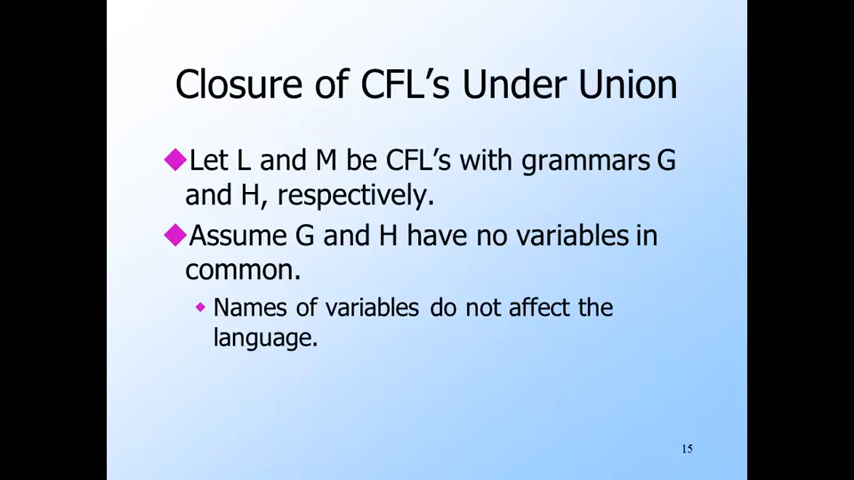 Closure of CFL's Under Union
Let L and M be CFL's with grammars G
and H, respectively.
Assume G and H have no variables in
common.
Names of variables do not affect the
language.
15